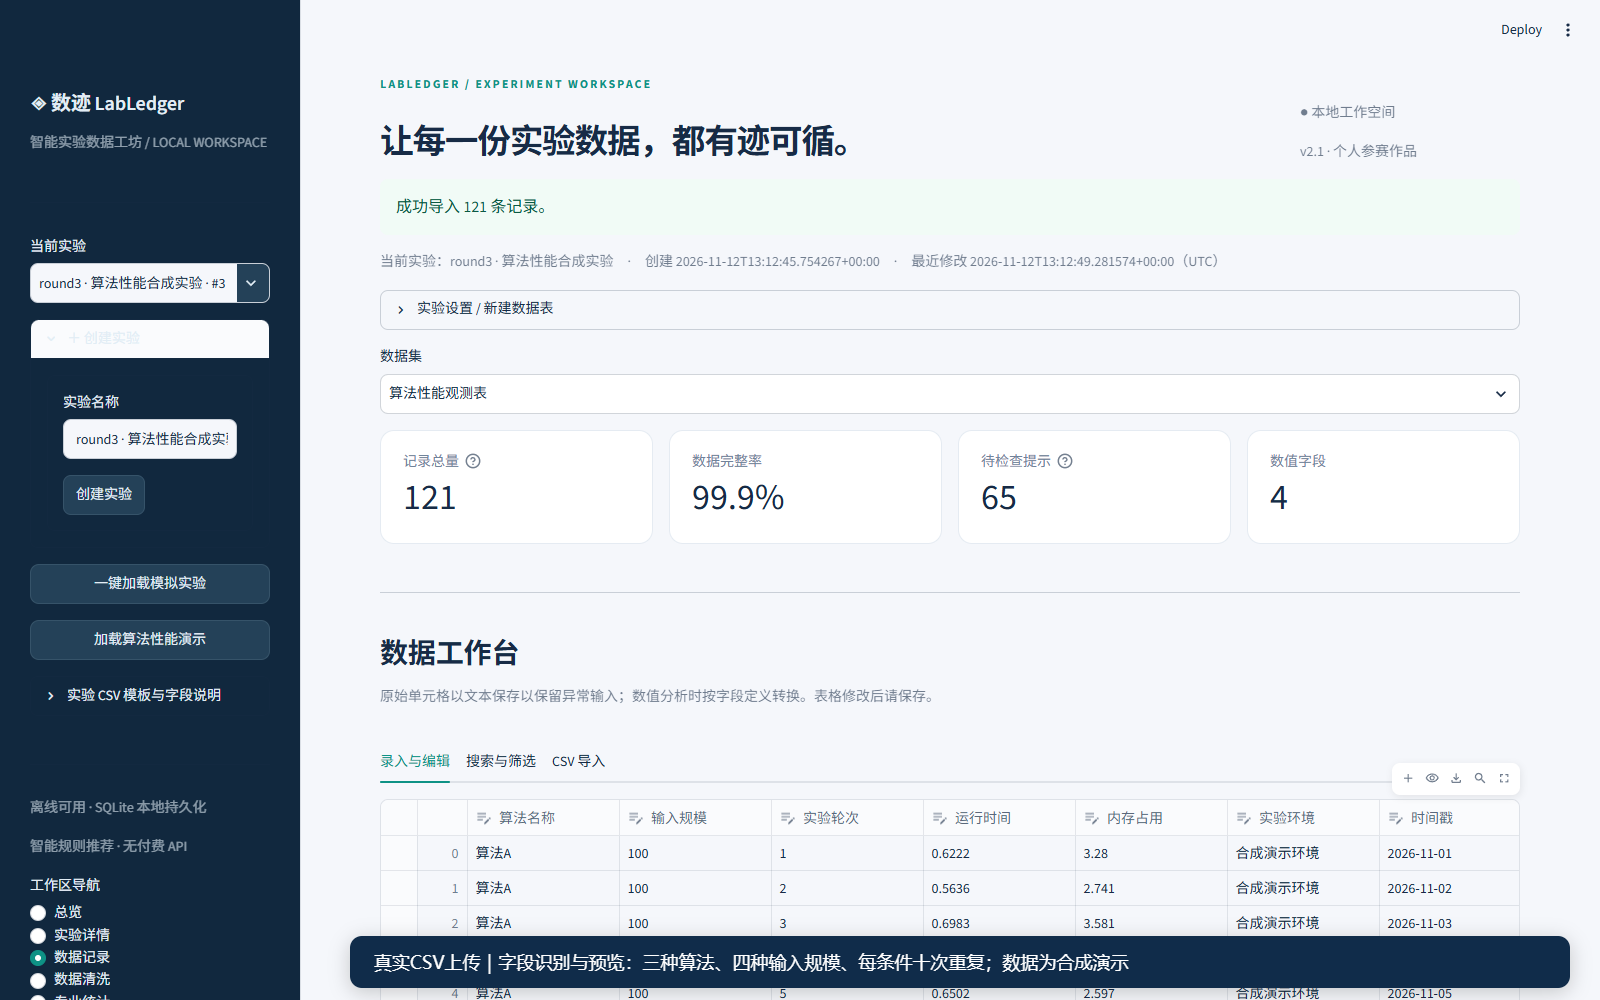 Deploy
数迹 LabLedger
智能实验数据工坊 / LOCAL WORKSPACE
当前实验
round3 · 算法性能合成实验 · #3
＋ 创建实验
实验名称
round3 · 算法性能合成实
创建实验
一键加载模拟实验
加载算法性能演示
实验 CSV 模板与字段说明
离线可用 · SQLite 本地持久化
智能规则推荐 · 无付费 API
工作区导航
总览
实验详情
数据记录
数据清洗
LABLEDGER / EXPERIMENT WORKSPACE
让每一份实验数据，都有迹可循。
● 本地工作空间
v2.1 · 个人参赛作品
成功导入 121 条记录。
当前实验：round3 · 算法性能合成实验 · 创建 2026-11-12T13:12:45.754267+00:00 · 最近修改 2026-11-12T13:12:49.281574+00:00（UTC）
实验设置 / 新建数据表
数据集
算法性能观测表
记录总量 数据完整率 待检查提示 数值字段
121 99.9% 65 4
数据工作台
原始单元格以文本保存以保留异常输入；数值分析时按字段定义转换。表格修改后请保存。
录入与编辑 搜索与筛选 CSV 导入
算法名称 输入规模 实验轮次 运行时间 内存占用 实验环境 时间戳
0 算法A 100 1 0.6222 3.28 合成演示环境 2026-11-01
1 算法A 100 2 0.5636 2.741 合成演示环境 2026-11-02
2 算法A 100 3 0.6983 3.581 合成演示环境 2026-11-03
真实CSV上传 | 字段识别与预览：三种算法、四种输入规模、每条件十次重复；数据为合成演示
4 算法A 100 5 0.6502 2.597 合成演示环境 2026-11-05